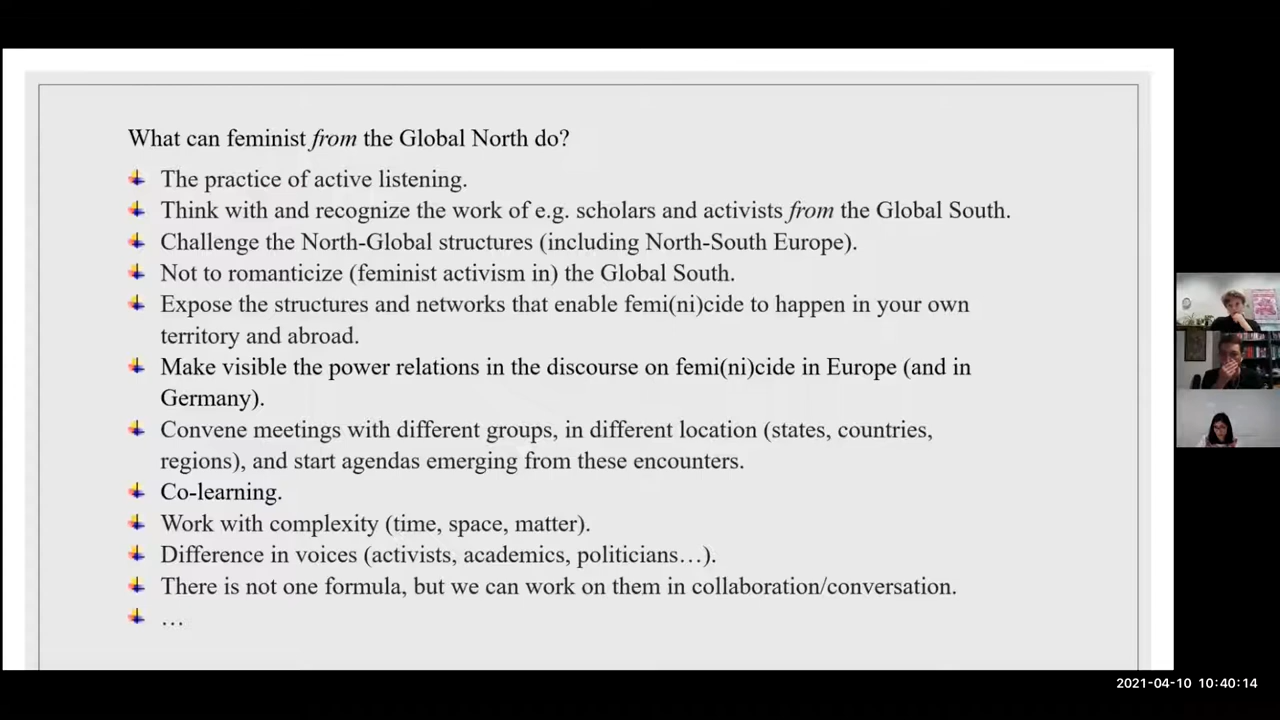 What can feminist from the Global North do?
The practice of active listening.
Think with and recognize the work of e.g. scholars and activists from the Global South.
Challenge the North-Global structures (including North-South Europe).
Not to romanticize (feminist activism in) the Global South.
Expose the structures and networks that enable femi(ni)cide to happen in your own
territory and abroad.
Make visible the power relations in the discourse on femi(ni)cide in Europe (and in
Germany).
Convene meetings with different groups, in different location (states, countries,
regions), and start agendas emerging from these encounters.
Co-learning.
Work with complexity (time, space, matter).
Difference in voices (activists, academics, politicians…).
There is not one formula, but we can work on them in collaboration/conversation.
…
2021-04-10 10:40:14